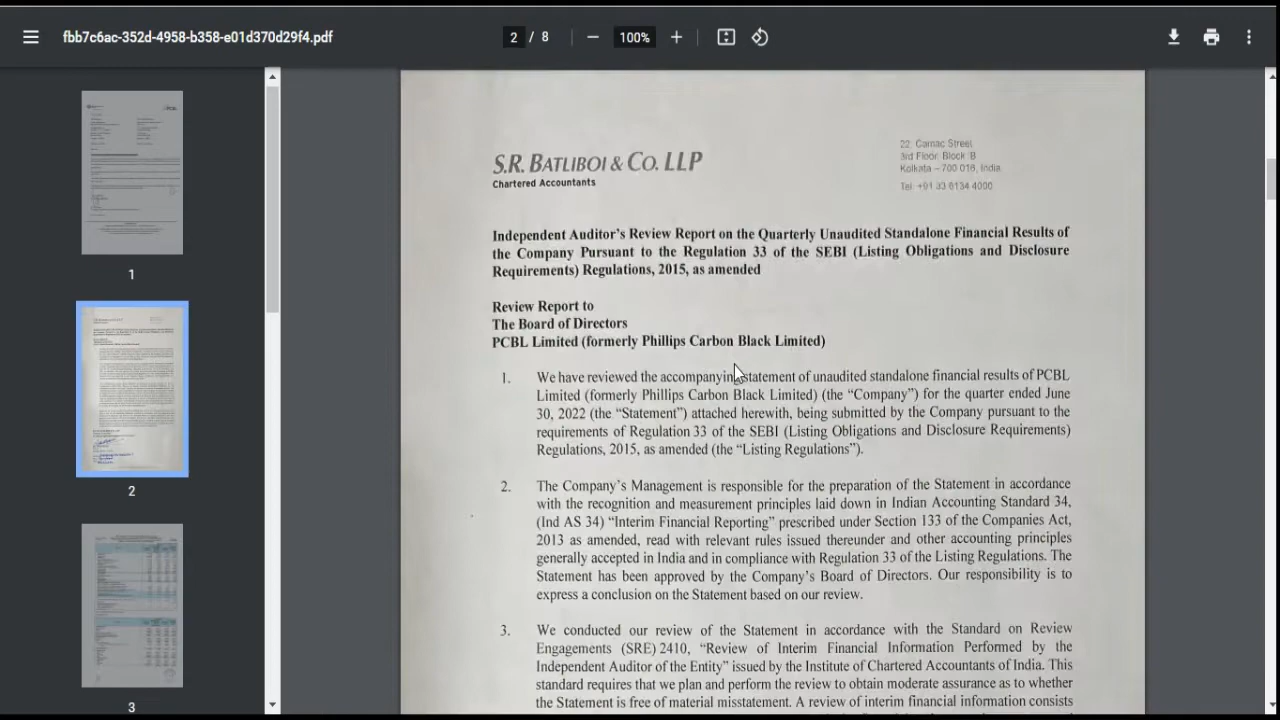 fbb7c6ac-352d-4958-b358-e01d370d29f4.pdf
2 / 8
100%
S.R. BATLIBOI & CO. LLP
Chartered Accountants
22, Camac Street
3rd Floor, Block 'B'
Kolkata – 700 016, India
Tel: +91 33 6134 4000
Independent Auditor's Review Report on the Quarterly Unaudited Standalone Financial Results of
the Company Pursuant to the Regulation 33 of the SEBI (Listing Obligations and Disclosure
Requirements) Regulations, 2015, as amended
Review Report to
The Board of Directors
PCBL Limited (formerly Phillips Carbon Black Limited)
1. We have reviewed the accompanying statement of unaudited standalone financial results of PCBL
Limited (formerly Phillips Carbon Black Limited) (the “Company”) for the quarter ended June
30, 2022 (the “Statement”) attached herewith, being submitted by the Company pursuant to the
requirements of Regulation 33 of the SEBI (Listing Obligations and Disclosure Requirements)
Regulations, 2015, as amended (the “Listing Regulations”).
2. The Company's Management is responsible for the preparation of the Statement in accordance
with the recognition and measurement principles laid down in Indian Accounting Standard 34,
(Ind AS 34) “Interim Financial Reporting” prescribed under Section 133 of the Companies Act,
2013 as amended, read with relevant rules issued thereunder and other accounting principles
generally accepted in India and in compliance with Regulation 33 of the Listing Regulations. The
Statement has been approved by the Company's Board of Directors. Our responsibility is to
express a conclusion on the Statement based on our review.
3. We conducted our review of the Statement in accordance with the Standard on Review
Engagements (SRE) 2410, “Review of Interim Financial Information Performed by the
Independent Auditor of the Entity” issued by the Institute of Chartered Accountants of India. This
standard requires that we plan and perform the review to obtain moderate assurance as to whether
the Statement is free of material misstatement. A review of interim financial information consists
1
2
3